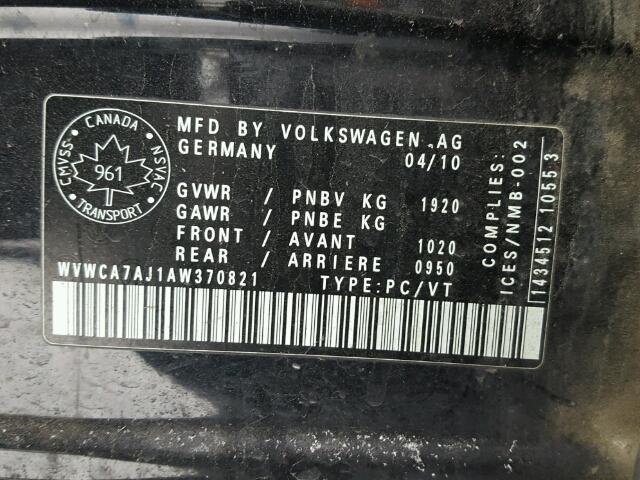 CANADA
CMVSS NSVAC
961
TRANSPORT
MFD BY VOLKSWAGEN AG
GERMANY 04/10
GVWR / PNBV KG 1920
GAWR / PNBE KG
FRONT / AVANT 1020
REAR / ARRIERE 0950
WVWCA7AJ1AW370821 TYPE:PC/VT
COMPLIES:
ICES/NMB-002
1434512 1055 3